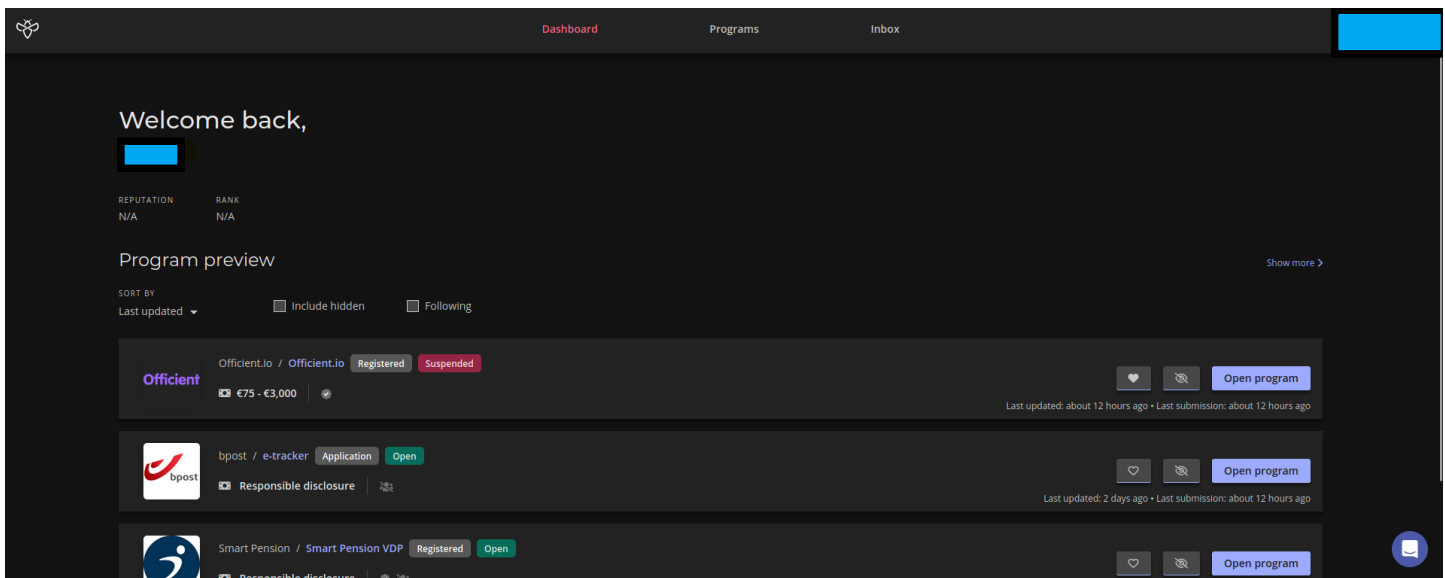 Dashboard Programs Inbox
Welcome back,
REPUTATION RANK
N/A N/A
Program preview
Show more
SORT BY
Last updated Include hidden Following
Officient
Officient.io / Officient.io Registered Suspended
€75 - €3,000
Open program
Last updated: about 12 hours ago • Last submission: about 12 hours ago
bpost
bpost / e-tracker Application Open
Responsible disclosure
Open program
Last updated: 2 days ago • Last submission: about 12 hours ago
Smart Pension / Smart Pension VDP Registered Open
Open program
Responsible disclosure